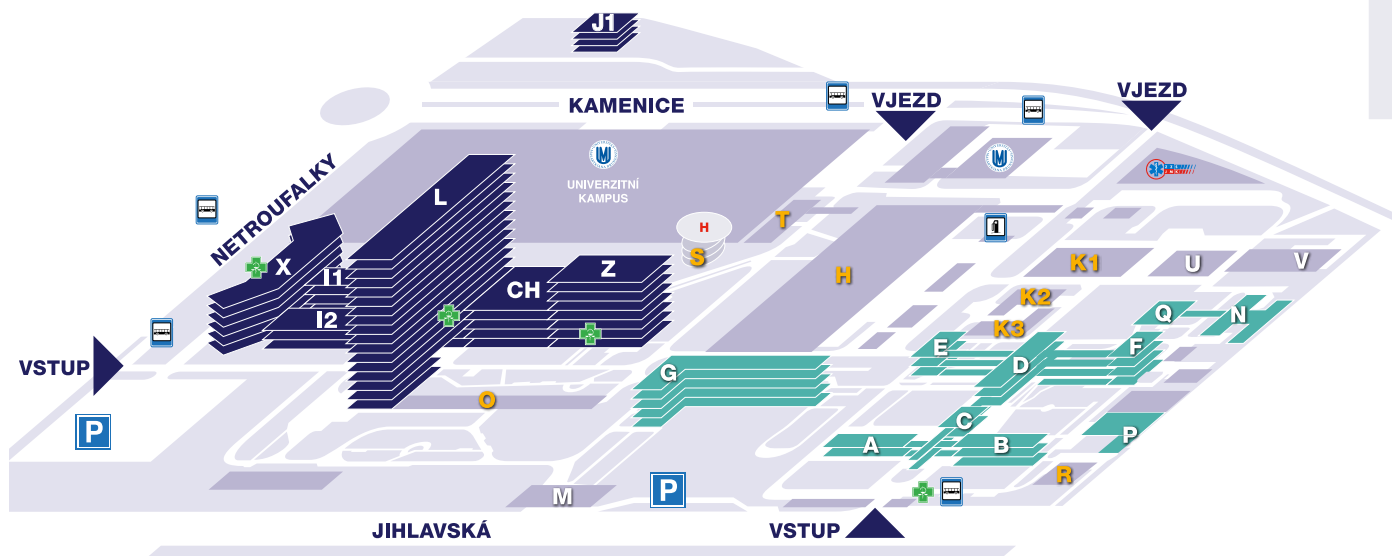 J1
KAMENICE
VJEZD
VJEZD
UNIVERZITNÍ
KAMPUS
NETROUFALKY
L
T
H
S
X
I1
I2
CH
Z
H
K1
U
V
K2
K3
Q
N
E
D
F
VSTUP
G
O
P
C
A
B
P
P
R
M
JIHLAVSKÁ
VSTUP